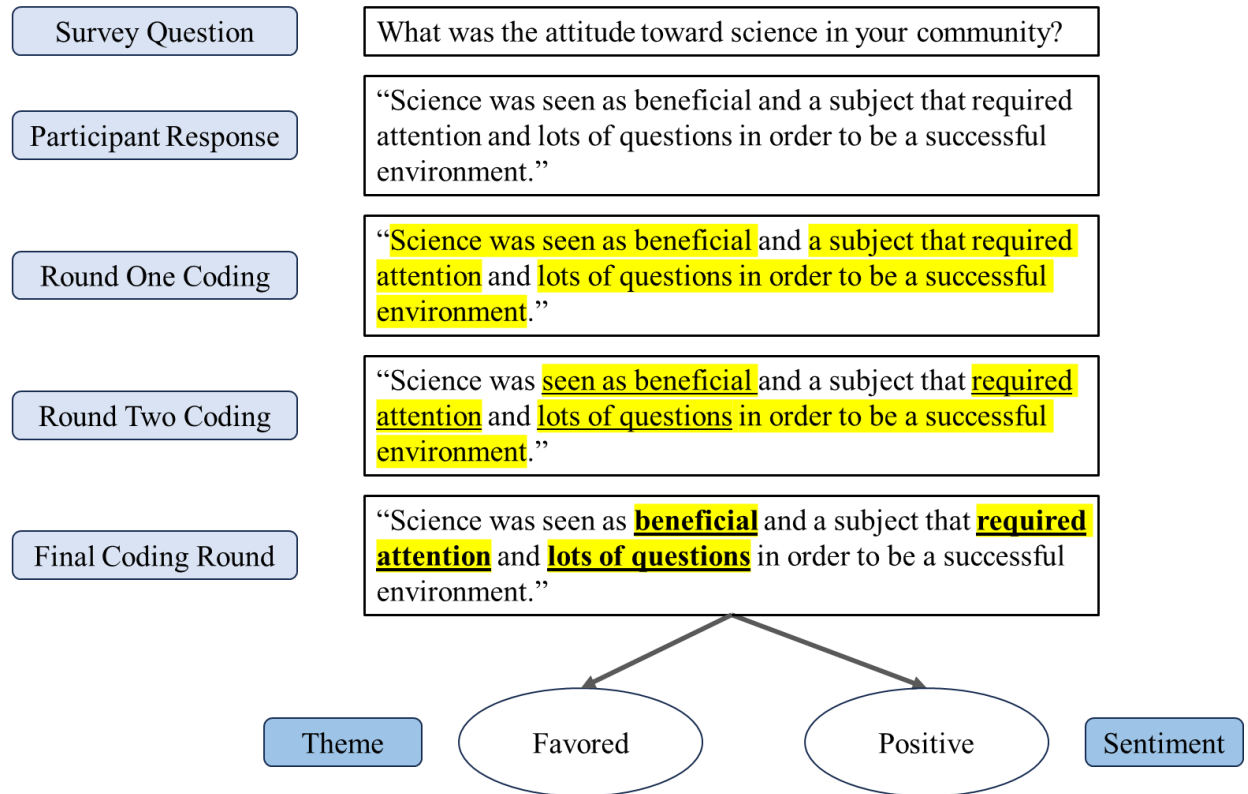 Survey Question
What was the attitude toward science in your community?
Participant Response
“Science was seen as beneficial and a subject that required
attention and lots of questions in order to be a successful
environment.”
Round One Coding
“Science was seen as beneficial and a subject that required
attention and lots of questions in order to be a successful
environment.”
Round Two Coding
“Science was seen as beneficial and a subject that required
attention and lots of questions in order to be a successful
environment.”
Final Coding Round
“Science was seen as beneficial and a subject that required
attention and lots of questions in order to be a successful
environment.”
Theme
Favored
Positive
Sentiment